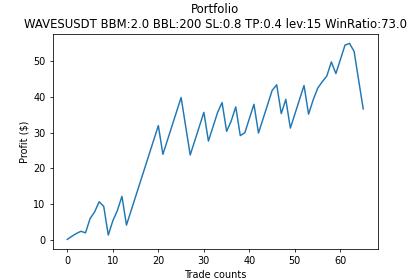 Portfolio
WAVESUSDT BBM:2.0 BBL:200 SL:0.8 TP:0.4 lev:15 WinRatio:73.0
50
40
30
20
10
0
Profit ($)
0 10 20 30 40 50 60
Trade counts